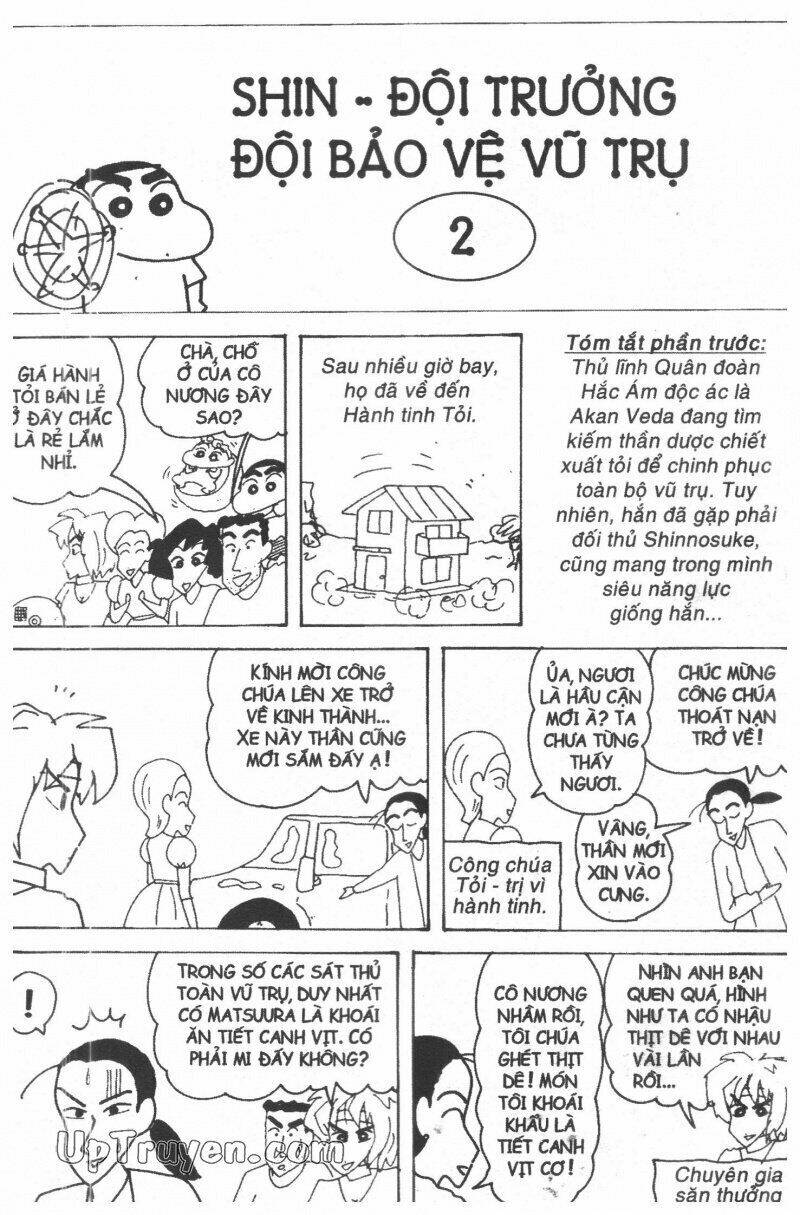 SHIN - ĐỘI TRƯỞNG
ĐỘI BẢO VỆ VŨ TRỤ
2
Tóm tắt phần trước:
Thủ lĩnh Quân đoàn
Hắc Ám độc ác là
Akan Veda đang tìm
kiếm thần dược chiết
xuất tỏi để chinh phục
toàn bộ vũ trụ. Tuy
nhiên, hắn đã gặp phải
đối thủ Shinnosuke,
cũng mang trong minh
siêu năng lực
giống hắn...
Sau nhiều giờ bay,
họ đã về đến
Hành tinh Tỏi.
CHÀ, CHỖ
Ở CỦA CÔ
NƯƠNG ĐÂY
SAO?
GIÁ HÀNH
TỎI BÁN LẺ
Ở ĐÂY CHẮC
LÀ RẺ LẮM
NHỈ.
CHÚC MỪNG
CÔNG CHÚA
THOÁT NẠN
TRỞ VỀ!
ỦA, NGƯƠI
LÀ HẦU CẬN
MỚI À? TA
CHƯA TỪNG
THẤY
NGƯƠI.
VÂNG,
THẦN MỚI
XIN VÀO
CUNG.
Công chúa
Tỏi - trị vì
hành tinh.
KÍNH MỜI CÔNG
CHÚA LÊN XE TRỞ
VỀ KINH THÀNH...
XE NÀY THẦN CŨNG
MỚI SẮM ĐẤY Ạ!
NHÌN ANH BẠN
QUEN QUÁ, HÌNH
NHƯ TA CÓ NHẬU
THỊT DÊ VỚI NHAU
VÀI LẦN
RỒI...
Chuyên gia
săn thưởng
CÔ NƯƠNG
NHẦM RỒI,
TÔI CHÚA
GHÉT THỊT
DÊ! MÓN
TÔI KHOÁI
KHẨU LÀ
TIẾT CANH
VỊT CƠ!
TRONG SỐ CÁC SÁT THỦ
TOÀN VŨ TRỤ, DUY NHẤT
CÓ MATSUURA LÀ KHOÁI
ĂN TIẾT CANH VỊT. CÓ
PHẢI MI ĐẤY KHÔNG?
!
UpTruyen.com